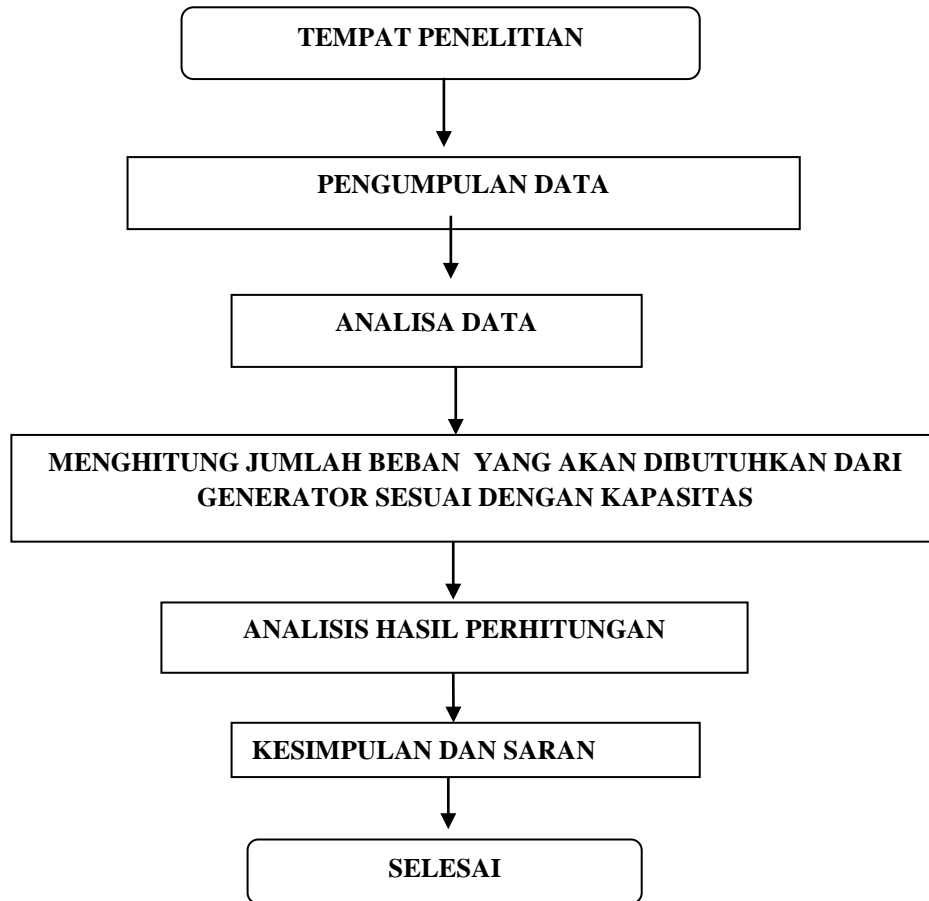 TEMPAT PENELITIAN
PENGUMPULAN DATA
ANALISA DATA
MENGHITUNG JUMLAH BEBAN YANG AKAN DIBUTUHKAN DARI
GENERATOR SESUAI DENGAN KAPASITAS
ANALISIS HASIL PERHITUNGAN
KESIMPULAN DAN SARAN
SELESAI